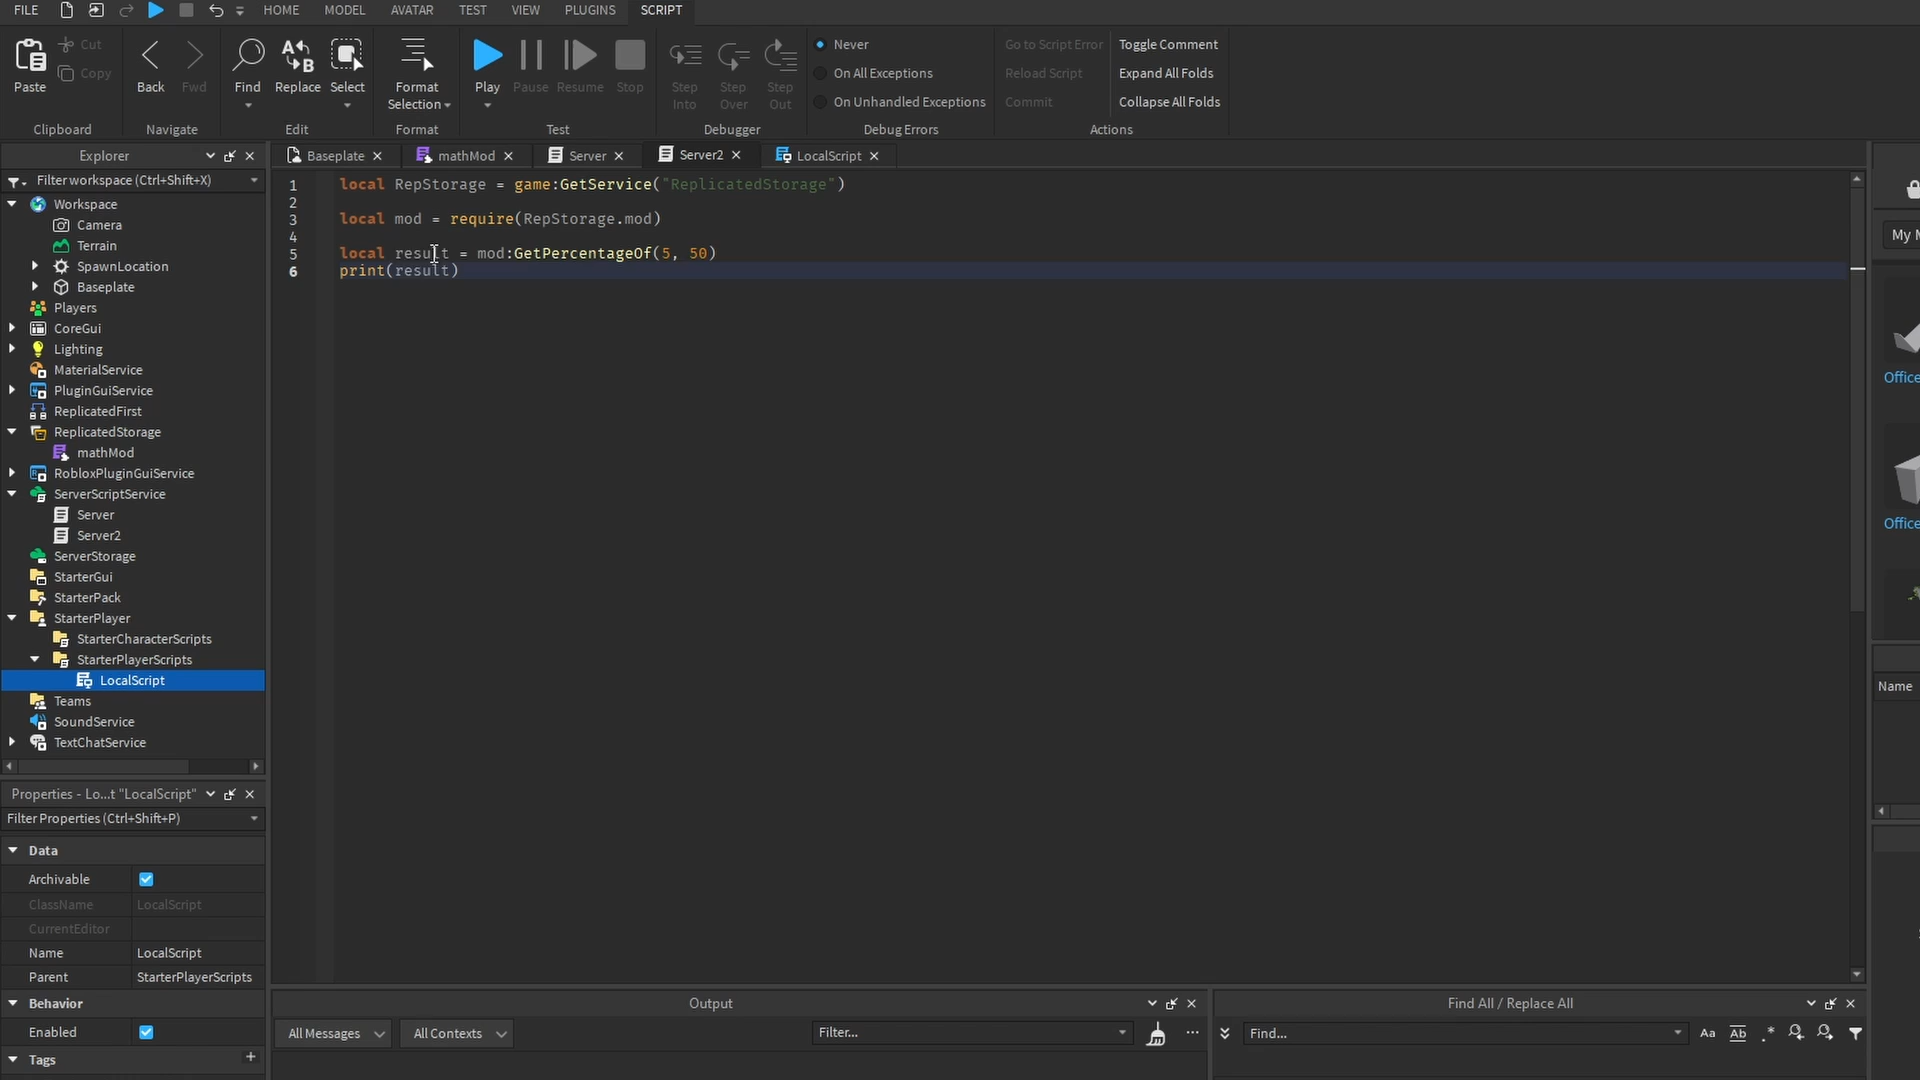 FILE HOME MODEL AVATAR TEST VIEW PLUGINS SCRIPT
Paste
Cut
Copy
Clipboard
Back
Fwd
Navigate
Find
Replace
Select
Edit
Format
Selection
Format
Play
Pause
Resume
Stop
Test
Step
Into
Step
Over
Step
Out
Debugger
Never
On All Exceptions
On Unhandled Exceptions
Debug Errors
Go to Script Error
Reload Script
Commit
Toggle Comment
Expand All Folds
Collapse All Folds
Actions
Explorer
Filter workspace (Ctrl+Shift+X)
Workspace
Camera
Terrain
SpawnLocation
Baseplate
Players
CoreGui
Lighting
MaterialService
PluginGuiService
ReplicatedFirst
ReplicatedStorage
mathMod
RobloxPluginGuiService
ServerScriptService
Server
Server2
ServerStorage
StarterGui
StarterPack
StarterPlayer
StarterCharacterScripts
StarterPlayerScripts
LocalScript
Teams
SoundService
TextChatService
Properties - Lo...t "LocalScript"
Filter Properties (Ctrl+Shift+P)
Data
Archivable
ClassName LocalScript
CurrentEditor
Name LocalScript
Parent StarterPlayerScripts
Behavior
Enabled
Tags +
Baseplate mathMod Server Server2 LocalScript
1 local RepStorage = game:GetService("ReplicatedStorage")
2
3 local mod = require(RepStorage.mod)
4
5 local result = mod:GetPercentageOf(5, 50)
6 print(result)
Output
All Messages All Contexts Filter... ...
Find All / Replace All
Find... Aa Ab .*
My M
Office
Office
Name